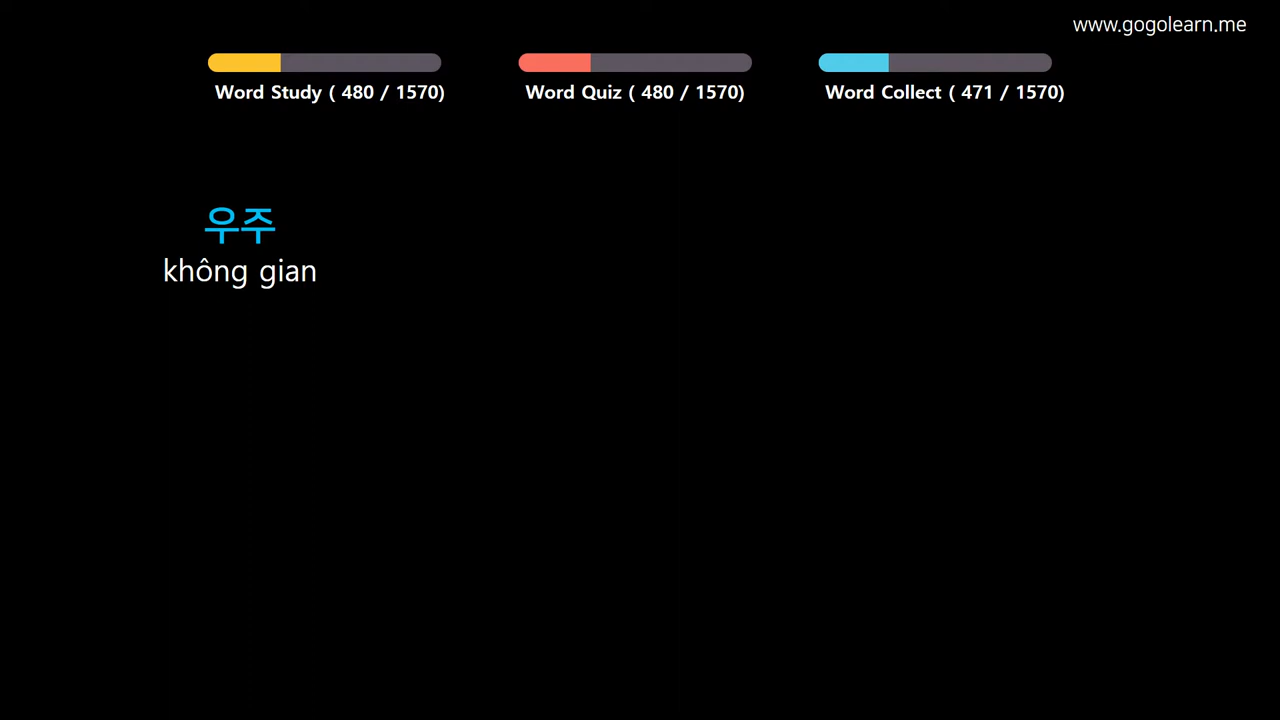 www.gogolearn.me
Word Study ( 480 / 1570)
Word Quiz ( 480 / 1570)
Word Collect ( 471 / 1570)
우주
không gian